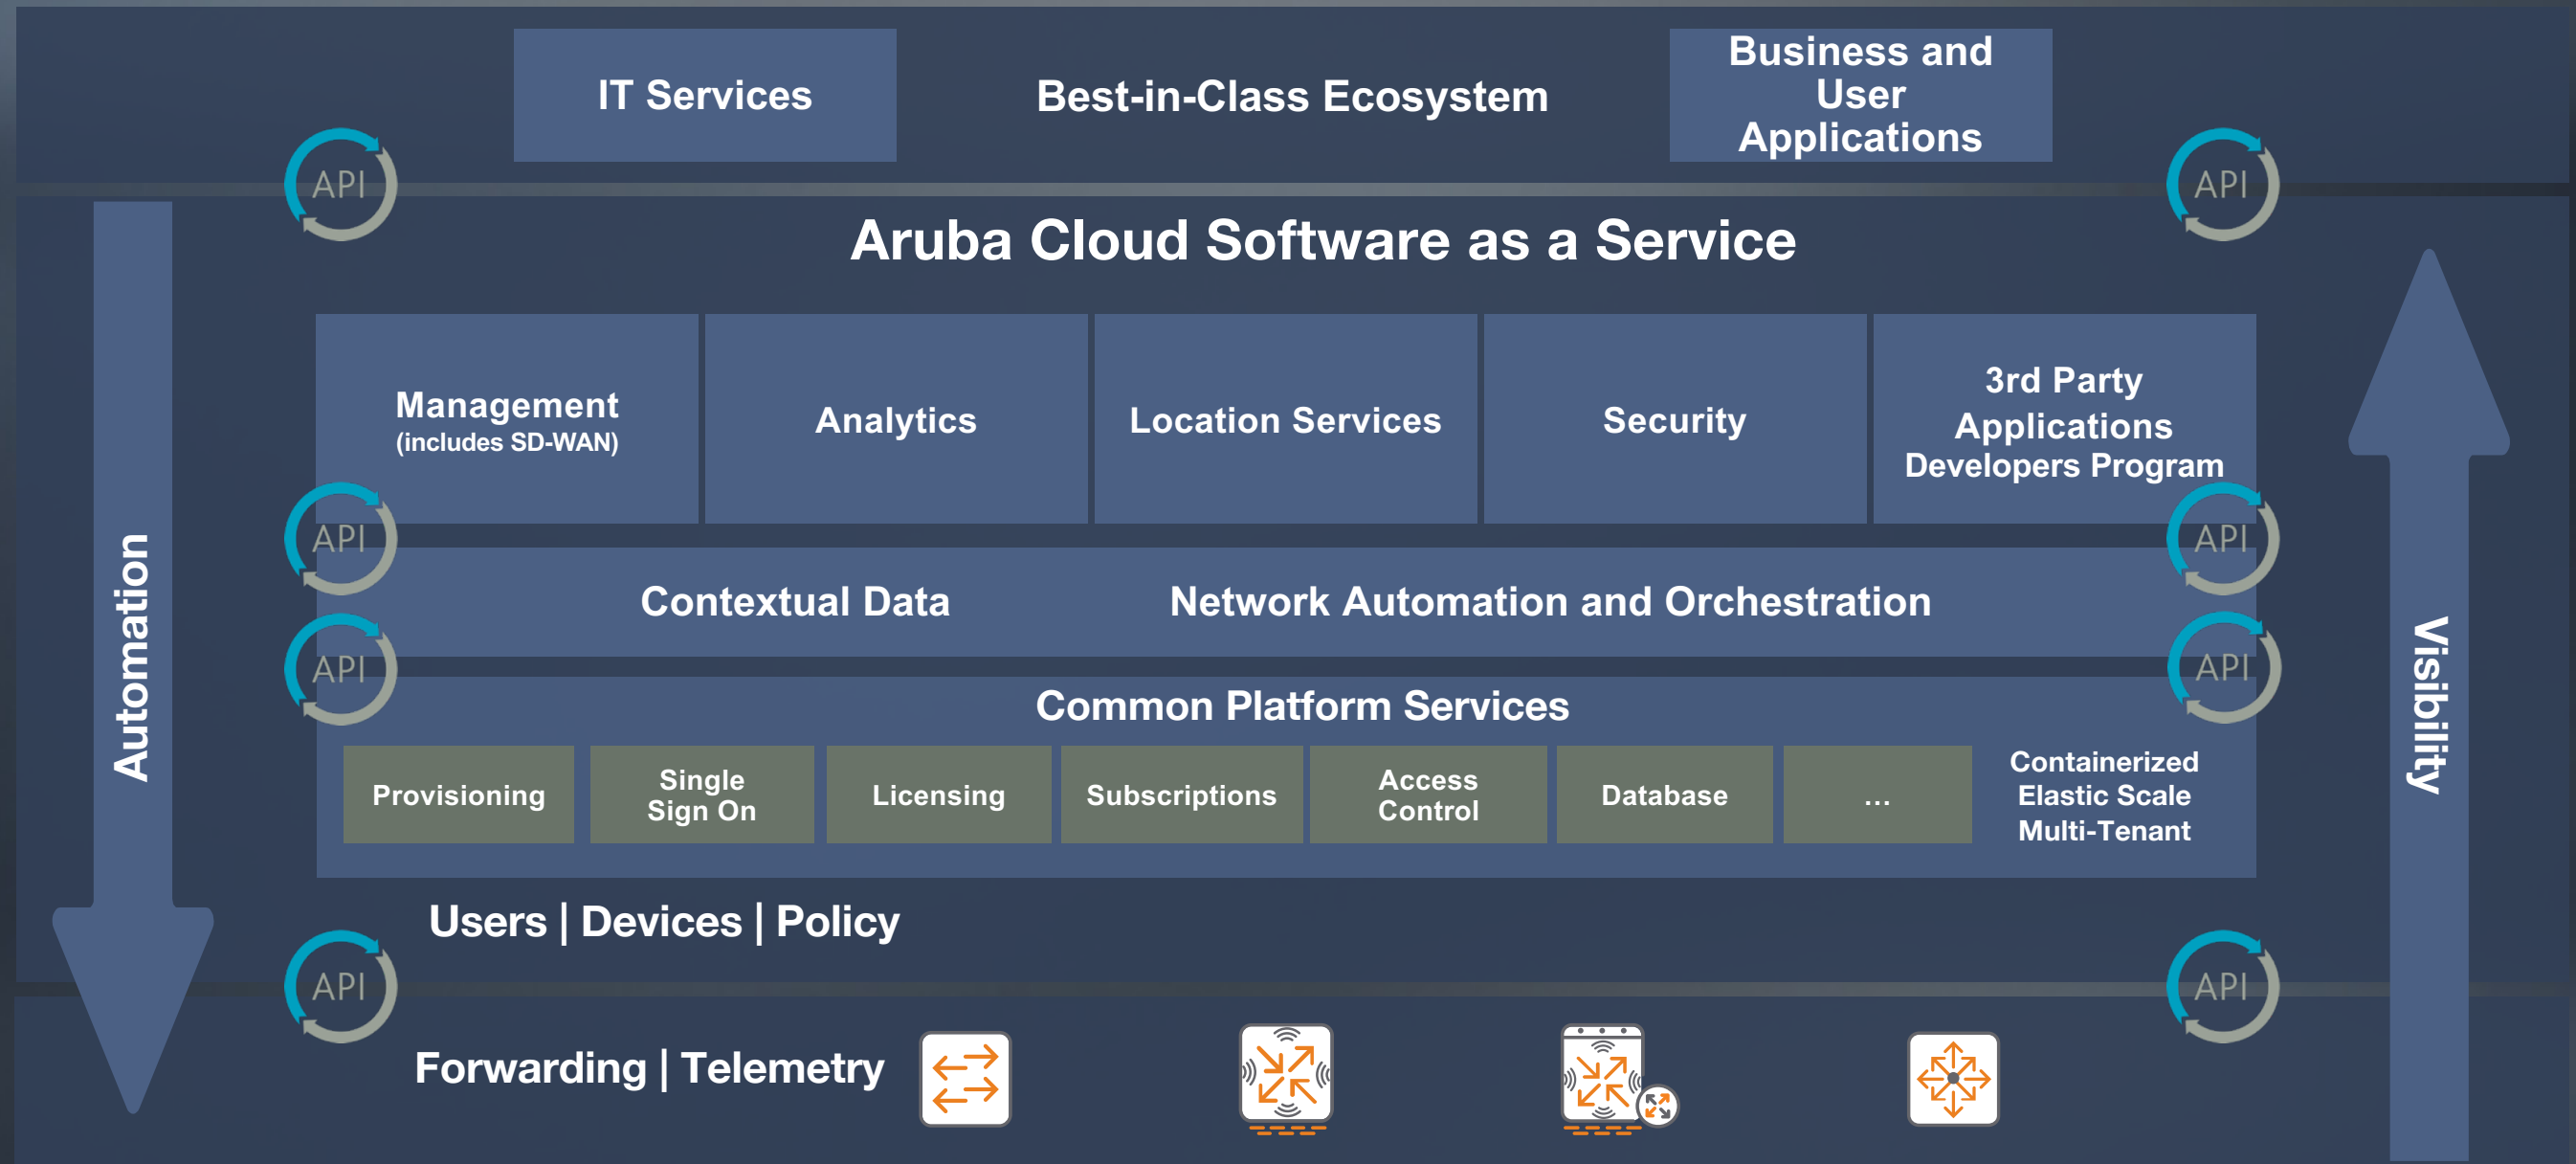 IT Services
Best-in-Class Ecosystem
Business and
User
Applications
API
API
Aruba Cloud Software as a Service
Automation
Visibility
Management
(includes SD-WAN)
Analytics
Location Services
Security
3rd Party
Applications
Developers Program
API
API
Contextual Data
Network Automation and Orchestration
API
API
Common Platform Services
Provisioning
Single
Sign On
Licensing
Subscriptions
Access
Control
Database
...
Containerized
Elastic Scale
Multi-Tenant
Users | Devices | Policy
API
API
Forwarding | Telemetry